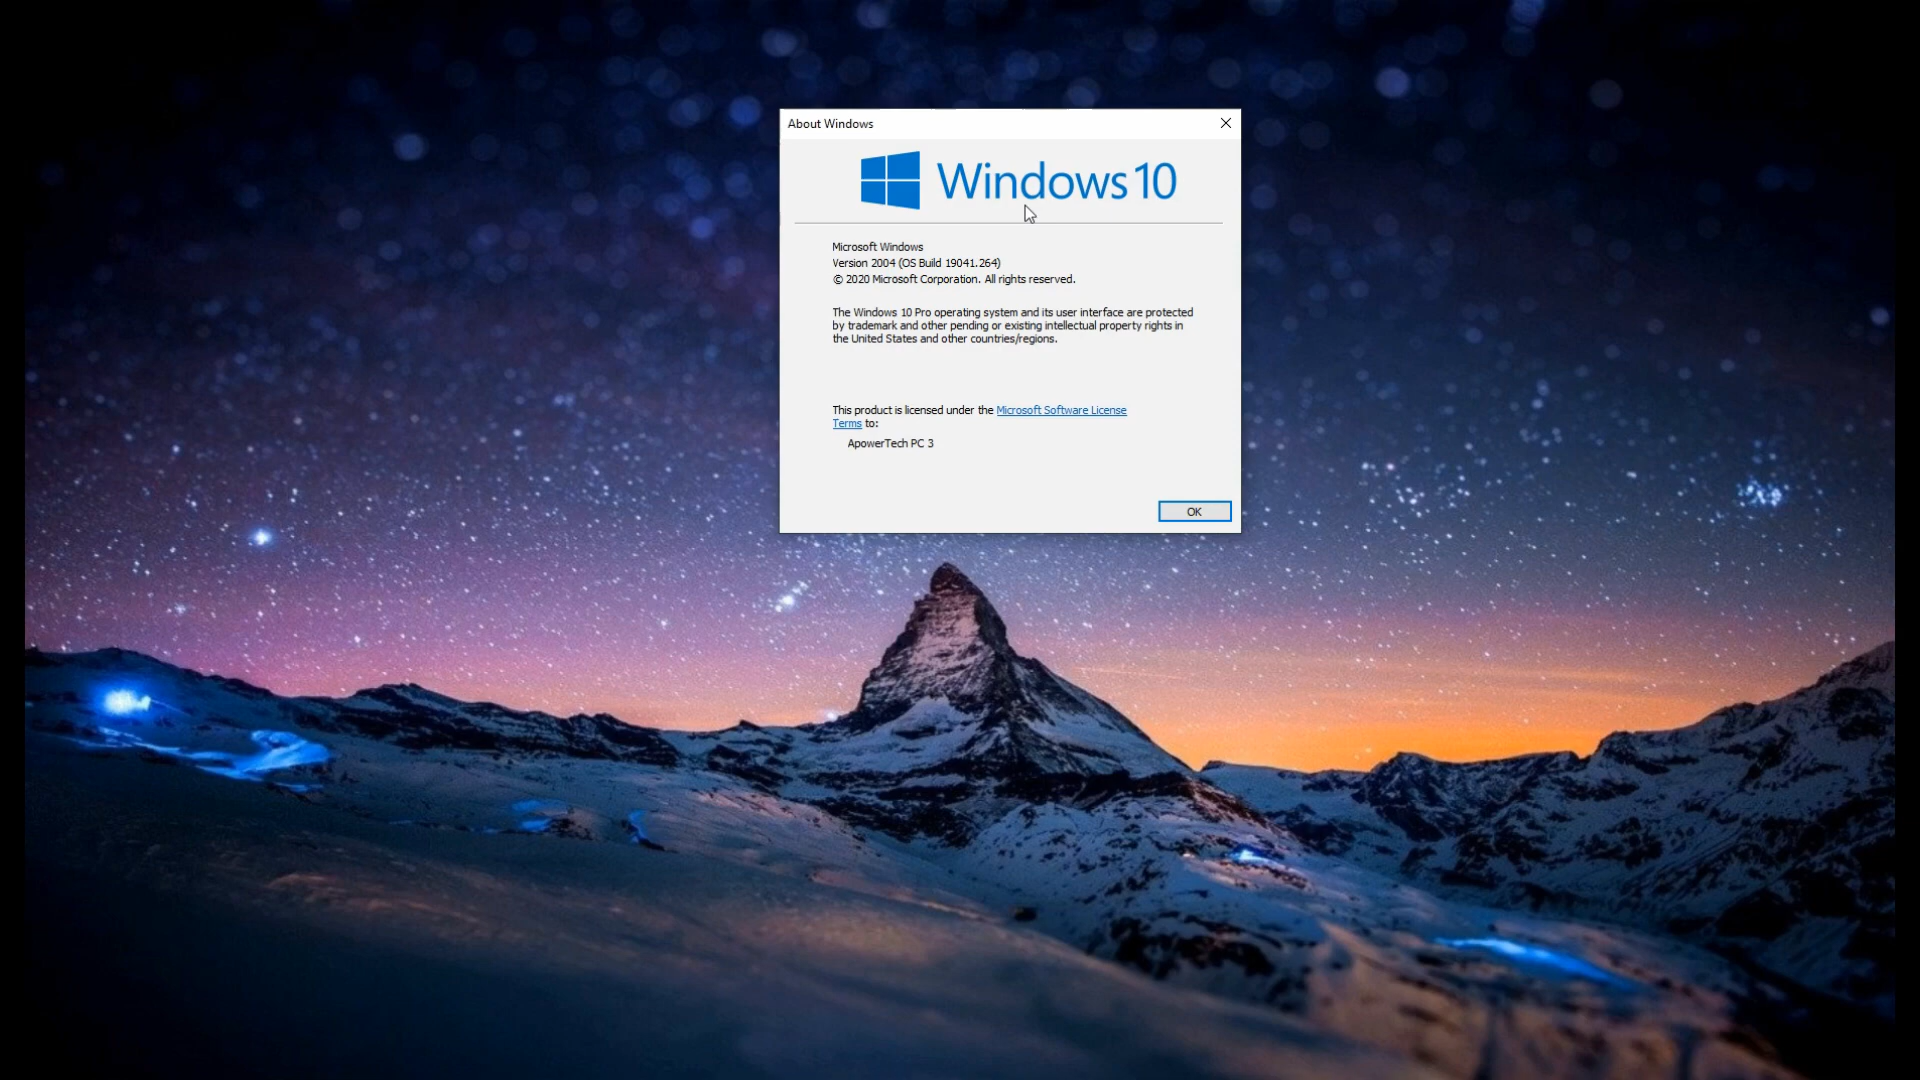 About Windows
Windows 10
Microsoft Windows
Version 2004 (OS Build 19041.264)
© 2020 Microsoft Corporation. All rights reserved.
The Windows 10 Pro operating system and its user interface are protected
by trademark and other pending or existing intellectual property rights in
the United States and other countries/regions.
This product is licensed under the Microsoft Software License
Terms to:
ApowerTech PC 3
OK